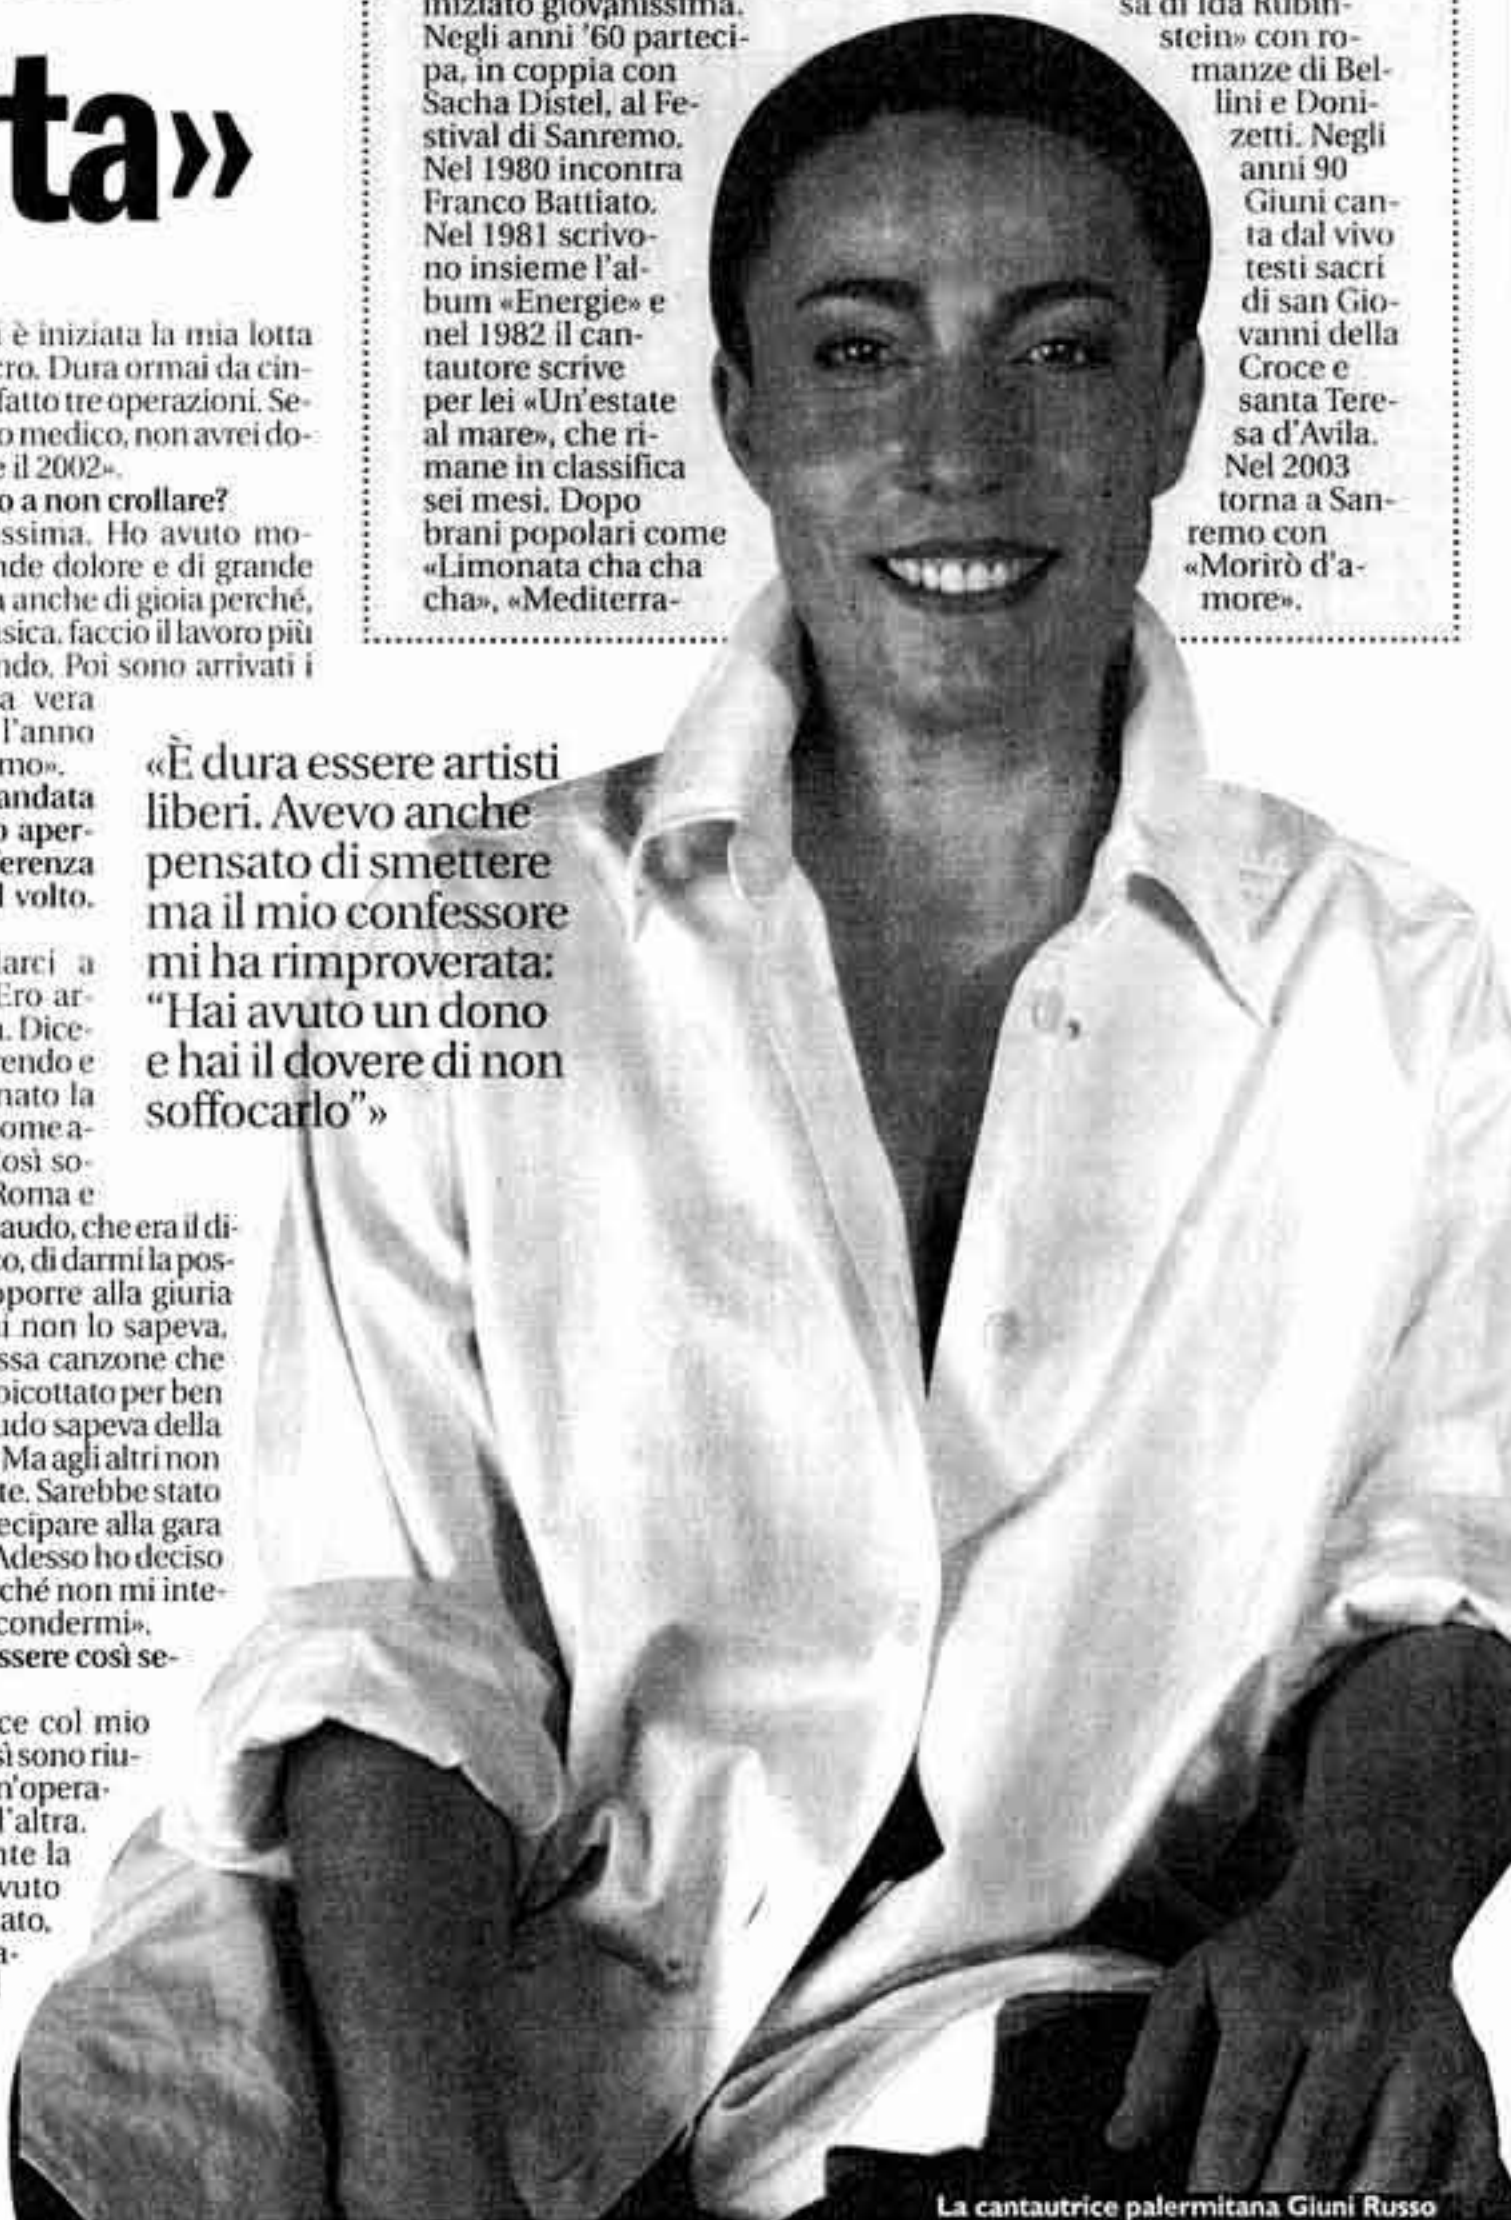 ta»
è iniziata la mia lotta
cro. Dura ormai da cin-
fatto tre operazioni. Se-
o medico, non avrei do-
e il 2002».
o a non crollare?
ssima. Ho avuto mo-
nde dolore e di grande
a anche di gioia perché,
sica, faccio il lavoro più
ndo. Poi sono arrivati i
a vera
l'anno
mo».
andata
o aper-
erenza
l volto.
larci a
Ero ar-
a. Dice-
endo e
nato la
ome a-
osì so-
Roma e
audo, che era il di-
co, di darmi la pos-
oporre alla giuria
i non lo sapeva,
ssa canzone che
oicottato per ben
udo sapeva della
Ma agli altri non
te. Sarebbe stato
ecipare alla gara
Adesso ho deciso
ché non mi inte-
condermi».
ssere così se-
ce col mio
sì sono riu-
n'opera-
l'altra.
nte la
vuto
ato,
a-
«È dura essere artisti
liberi. Avevo anche
pensato di smettere
ma il mio confessore
mi ha rimproverata:
“Hai avuto un dono
e hai il dovere di non
soffocarlo”»
iniziato giovanissima.
Negli anni '60 parteci-
pa, in coppia con
Sacha Distel, al Fe-
stival di Sanremo.
Nel 1980 incontra
Franco Battiato.
Nel 1981 scrivo-
no insieme l'al-
bum «Energie» e
nel 1982 il can-
tautore scrive
per lei «Un'estate
al mare», che ri-
mane in classifica
sei mesi. Dopo
brani popolari come
«Limonata cha cha
cha», «Mediterra-
sa di Ida Rubin-
stein» con ro-
manze di Bel-
lini e Doni-
zetti. Negli
anni 90
Giuni can-
ta dal vivo
testi sacri
di san Gio-
vanni della
Croce e
santa Tere-
sa d'Avila.
Nel 2003
torna a San-
remo con
«Morirò d'a-
more».
La cantautrice palermitana Giuni Russo